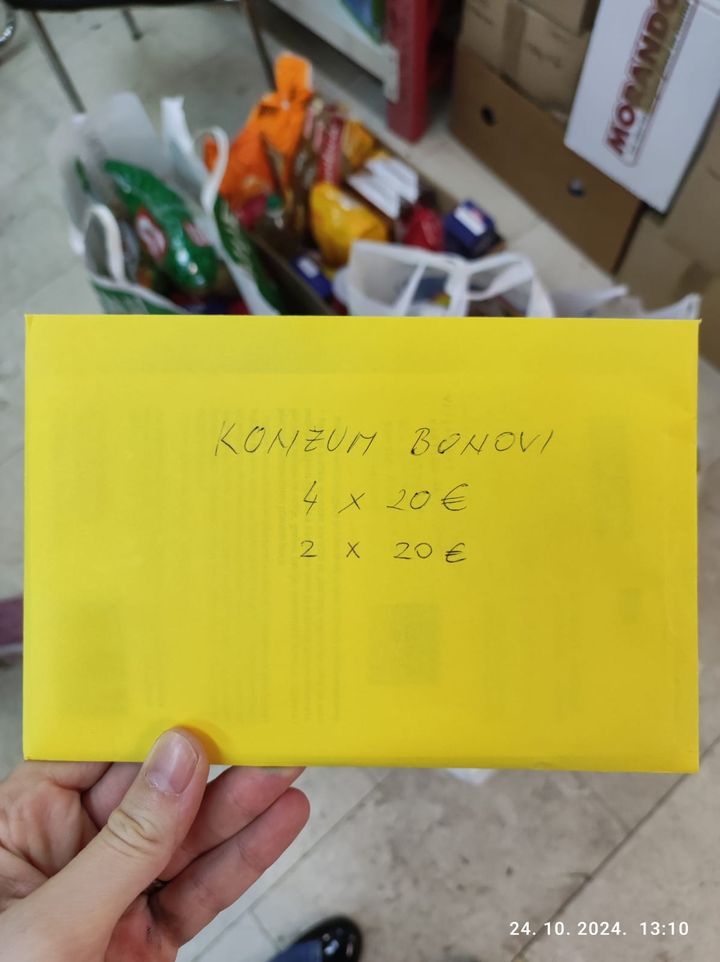 MORANDO
KONZUM BONOVI
4 x 20 €
2 x 20 €
24. 10. 2024. 13:10